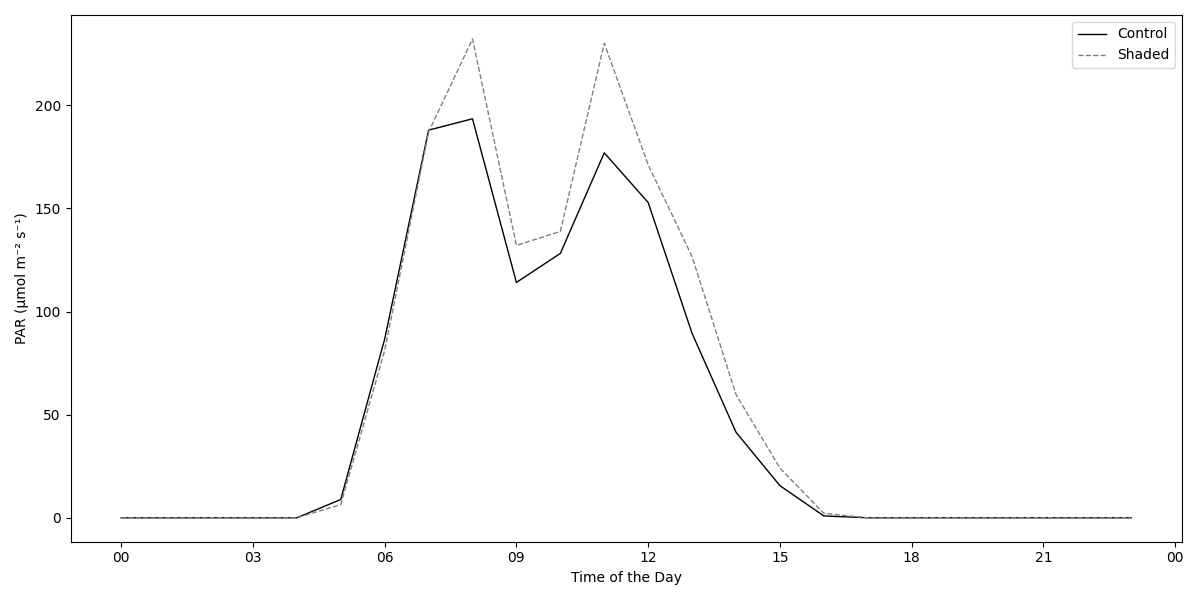 Control
Shaded
200
150
100
50
0
PAR (μmol m⁻² s⁻¹)
00 03 06 09 12 15 18 21 00
Time of the Day